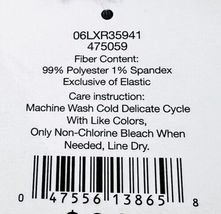 06LXR35941
475059
Fiber Content:
99% Polyester 1% Spandex
Exclusive of Elastic
Care instruction:
Machine Wash Cold Delicate Cycle
With Like Colors,
Only Non-Chlorine Bleach When
Needed, Line Dry.
0 47556 13865 8